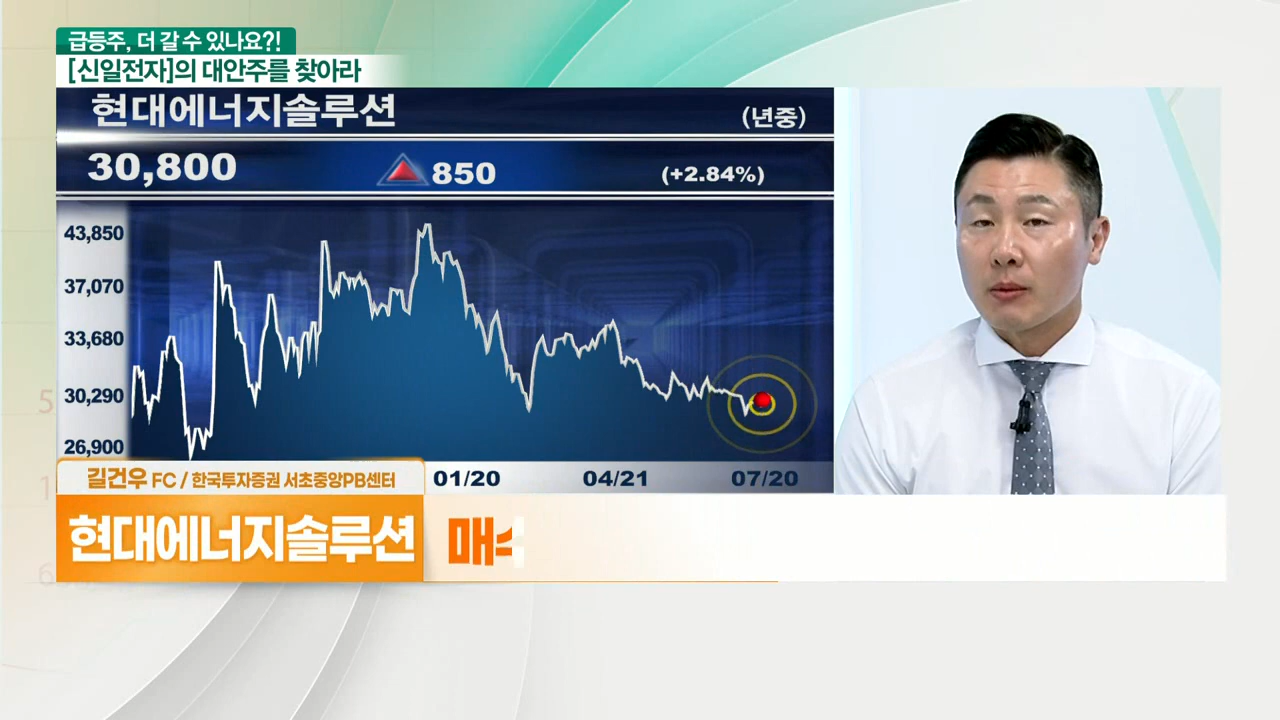 급등주, 더 갈 수 있나요?!
[신일전자]의 대안주를 찾아라
현대에너지솔루션
(년중)
30,800
850
(+2.84%)
43,850
37,070
33,680
30,290
26,900
01/20
04/21
07/20
길건우 FC / 한국투자증권 서초중앙PB센터
현대에너지솔루션
매